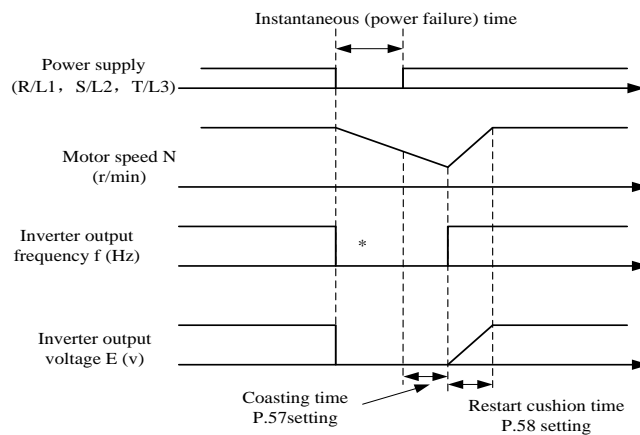 Instantaneous (power failure) time
Power supply
(R/L1，S/L2，T/L3)
Motor speed N
(r/min)
Inverter output
frequency f (Hz)
*
Inverter output
voltage E (v)
Coasting time
P.57setting
Restart cushion time
P.58 setting